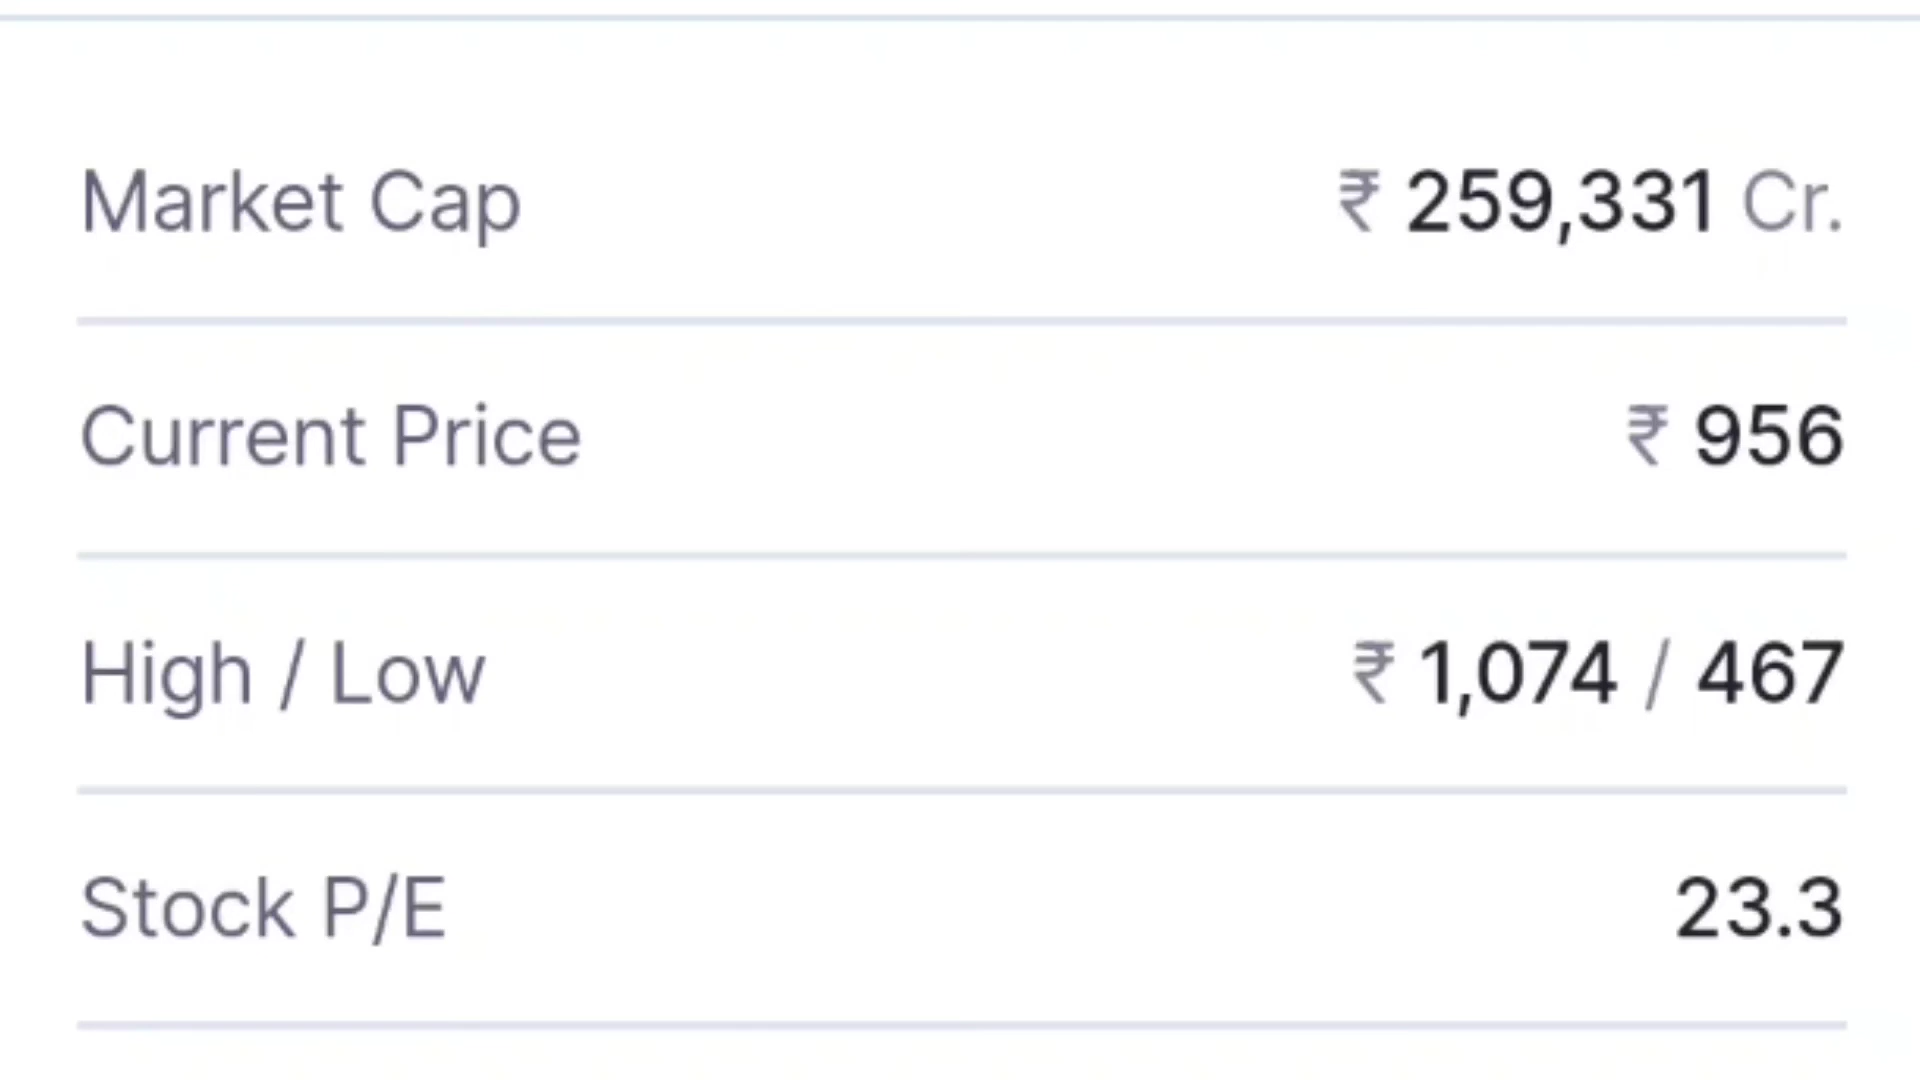 Market Cap ₹ 259,331 Cr.
Current Price ₹ 956
High / Low ₹ 1,074 / 467
Stock P/E 23.3